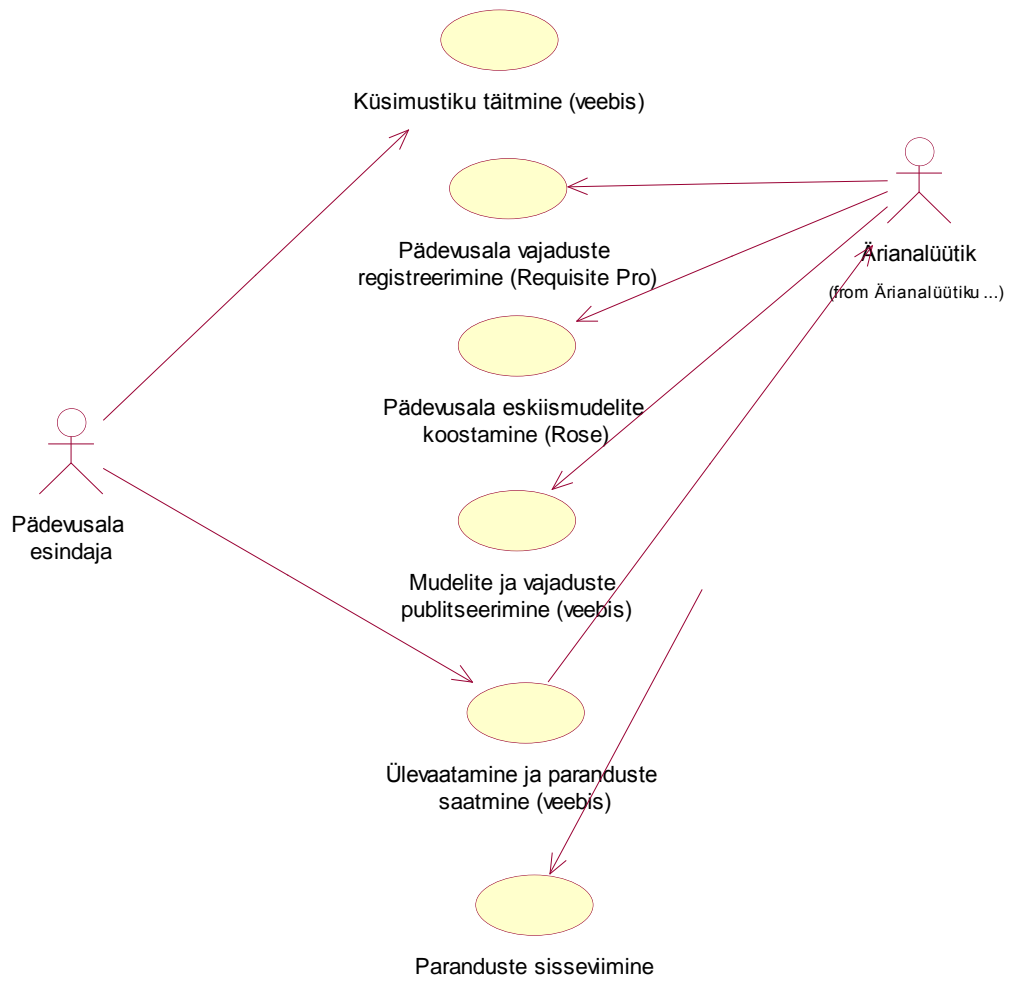 Küsimustiku täitmine (veebis)
Pädevusala vajaduste
registreerimine (Requisite Pro)
Ärianalüütik
(from Ärianalüütiku ...)
Pädevusala eskiismudelite
koostamine (Rose)
Pädevusala
esindaja
Mudelite ja vajaduste
publitseerimine (veebis)
Ülevaatamine ja paranduste
saatmine (veebis)
Paranduste sisseviimine